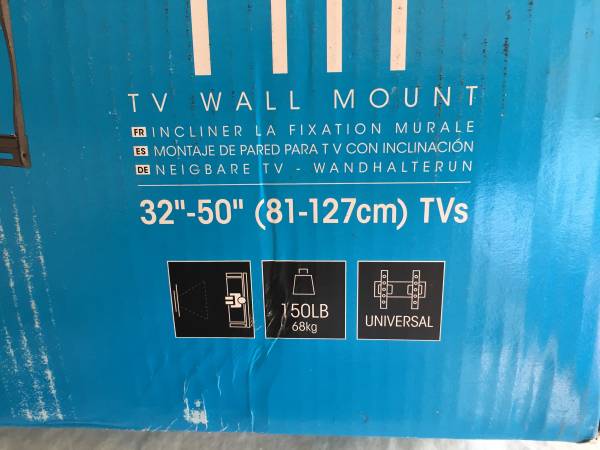 TV WALL MOUNT
FR INCLINER LA FIXATION MURALE
ES MONTAJE DE PARED PARA T V CON INCLINACIÓN
DE NEIGBARE TV - WANDHALTERUN
32"-50" (81-127cm) TVs
150LB
68kg
UNIVERSAL